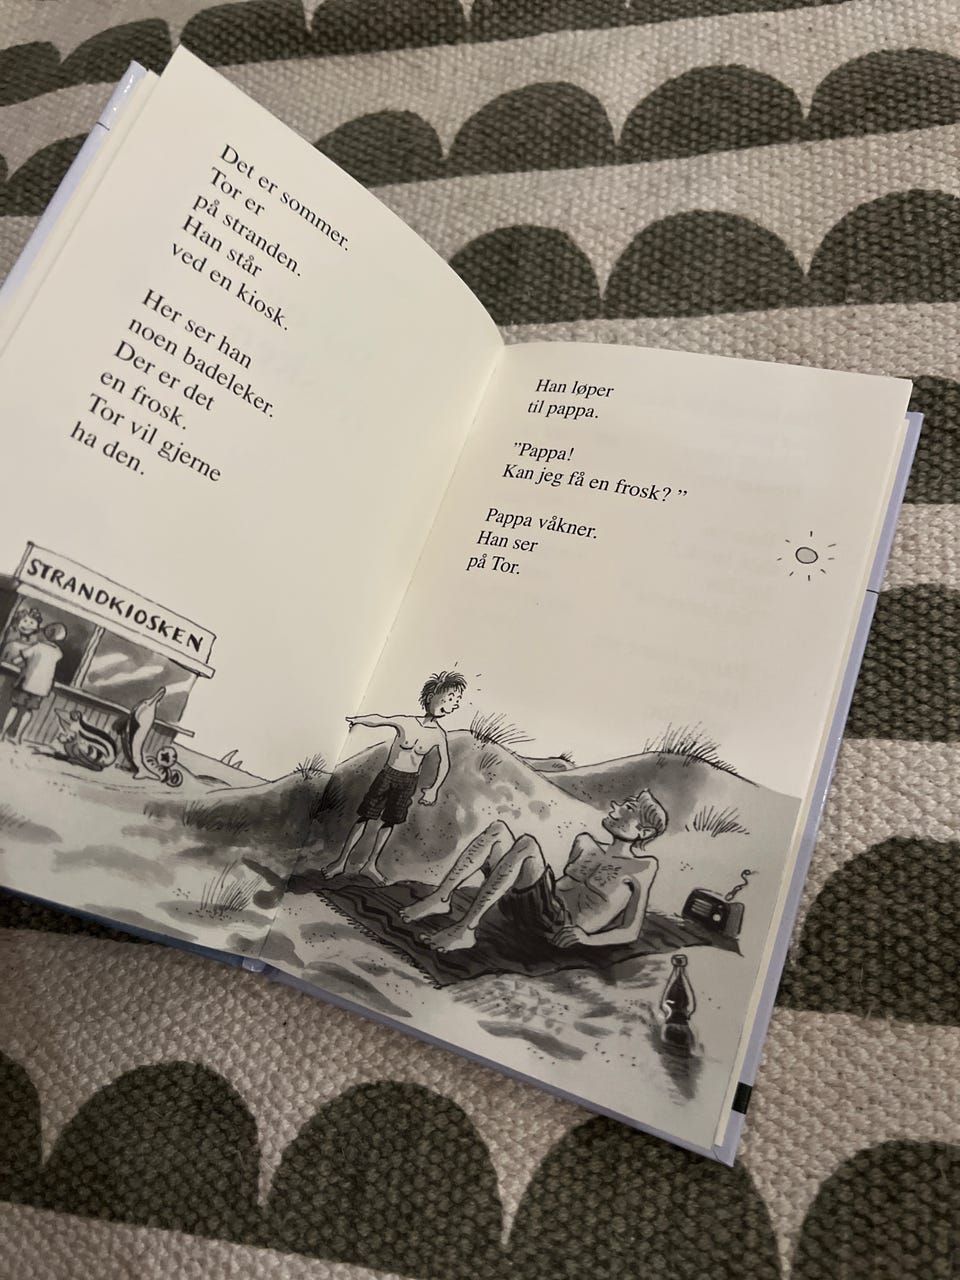 Det er sommer.
Tor er
på stranden.
Han står
ved en kiosk.
Her ser han
noen badeleker.
Der er det
en frosk.
Tor vil gjerne
ha den.
STRANDKIOSKEN
Han løper
til pappa.
”Pappa!
Kan jeg få en frosk? ”
Pappa våkner.
Han ser
på Tor.